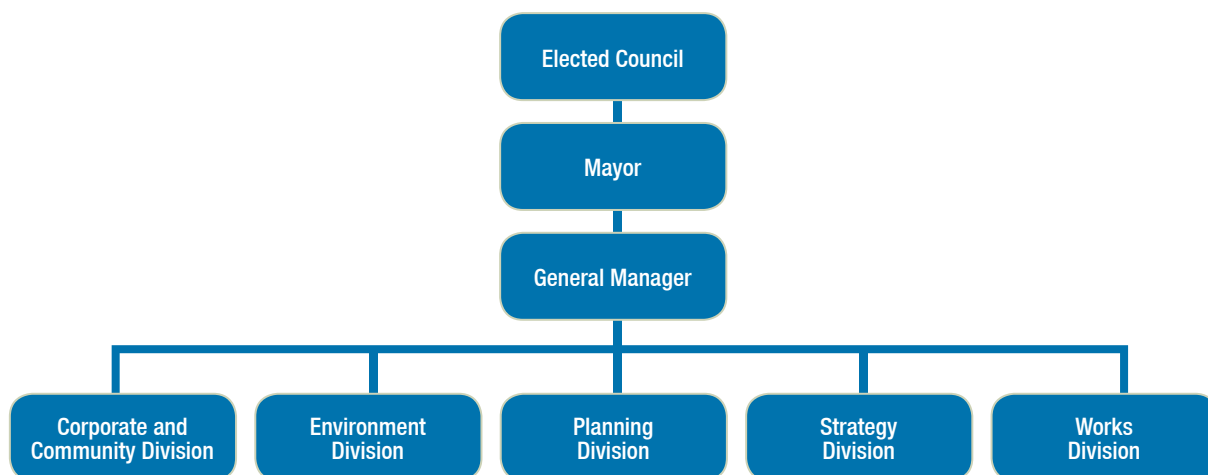 Elected Council
Mayor
General Manager
Corporate and
Community Division
Environment
Division
Planning
Division
Strategy
Division
Works
Division